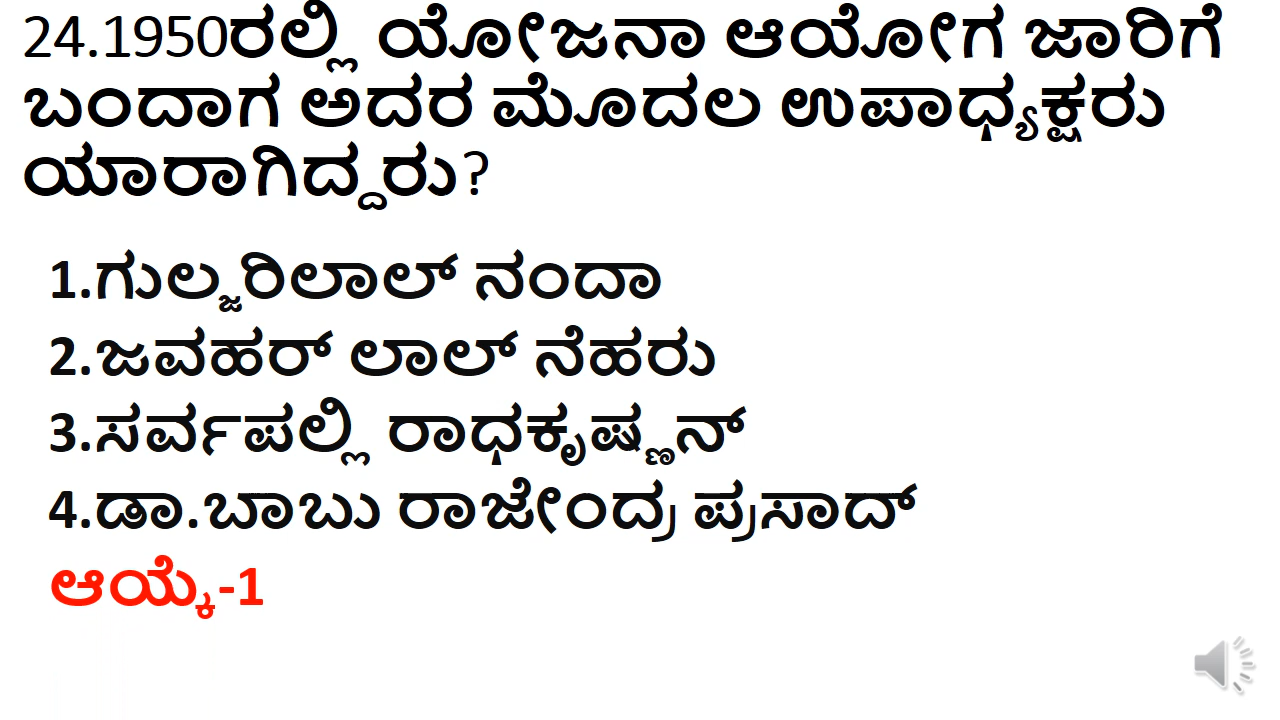 24.1950ರಲ್ಲಿ ಯೋಜನಾ ಆಯೋಗ ಜಾರಿಗೆ
ಬಂದಾಗ ಅದರ ಮೊದಲ ಉಪಾಧ್ಯಕ್ಷರು
ಯಾರಾಗಿದ್ದರು?
1.ಗುಲ್ಜರಿಲಾಲ್ ನಂದಾ
2.ಜವಹರ್ ಲಾಲ್ ನೆಹರು
3.ಸರ್ವಪಲ್ಲಿ ರಾಧಕೃಷ್ಣನ್
4.ಡಾ.ಬಾಬು ರಾಜೇಂದ್ರ ಪ್ರಸಾದ್
ಆಯ್ಕೆ-1